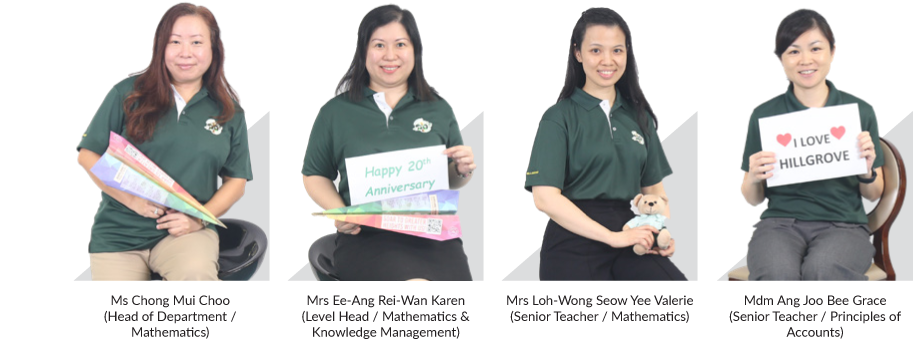 Happy 20th
Anniversary
I LOVE
HILLGROVE
Ms Chong Mui Choo
(Head of Department /
Mathematics)
Mrs Ee-Ang Rei-Wan Karen
(Level Head / Mathematics &
Knowledge Management)
Mrs Loh-Wong Seow Yee Valerie
(Senior Teacher / Mathematics)
Mdm Ang Joo Bee Grace
(Senior Teacher / Principles of
Accounts)